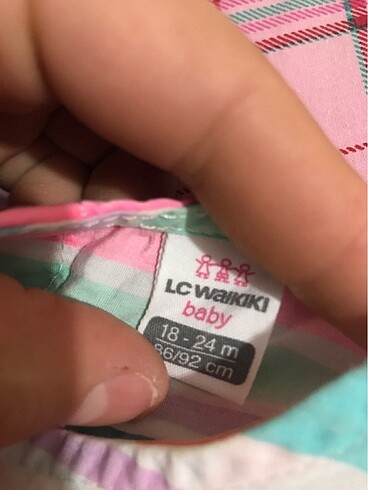 LC WAIKIKI
baby
18 - 24 m
86/92 cm